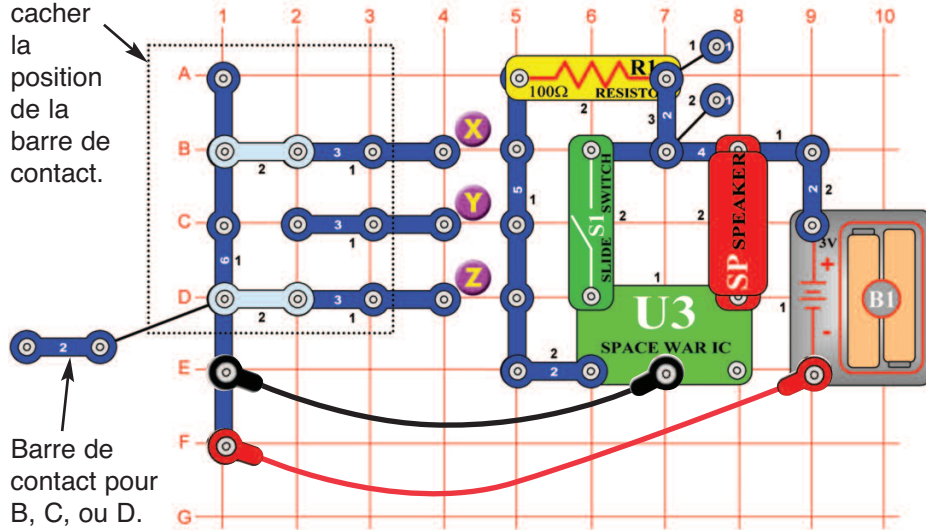 cacher
la
position
de la
barre de
contact.
1 2 3 4 5 6 7 8 9 10
A
B
C
D
E
F
G
2
3
1
X
3
1
Y
6
1
2
3
1
Z
2
Barre de
contact pour
B, C, ou D.
R1
100Ω
RESISTO
2
1
1
2
1
3
2
4
1
5
1
2
2
S1
SLIDE SWITCH
2
2
SP SPEAKER
2
2
1
U3
SPACE WAR IC
3V
+
-
1
B1